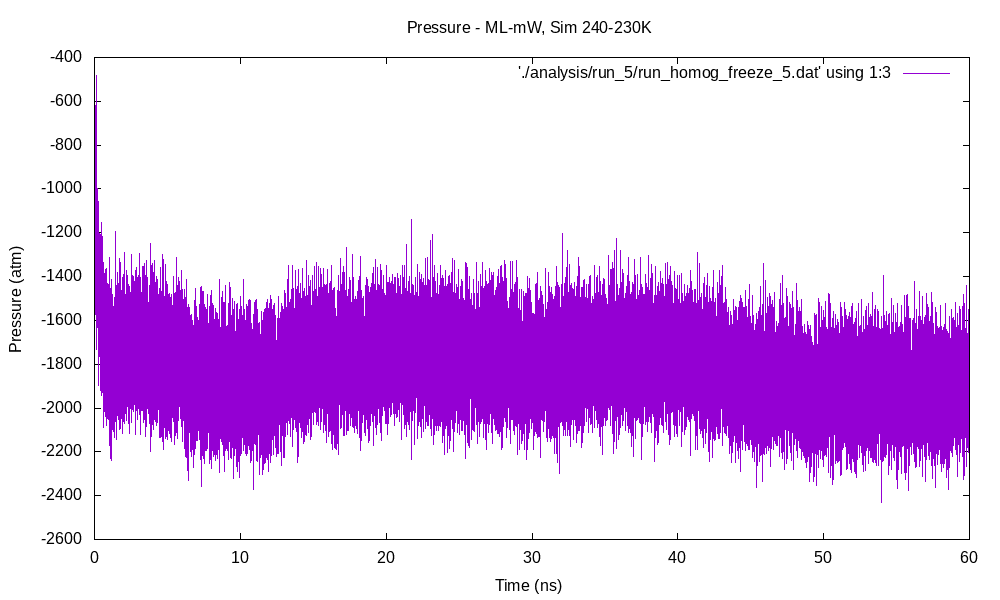 Pressure - ML-mW, Sim 240-230K
'./analysis/run_5/run_homog_freeze_5.dat' using 1:3
Pressure (atm)
-400
-600
-800
-1000
-1200
-1400
-1600
-1800
-2000
-2200
-2400
-2600
0 10 20 30 40 50 60
Time (ns)